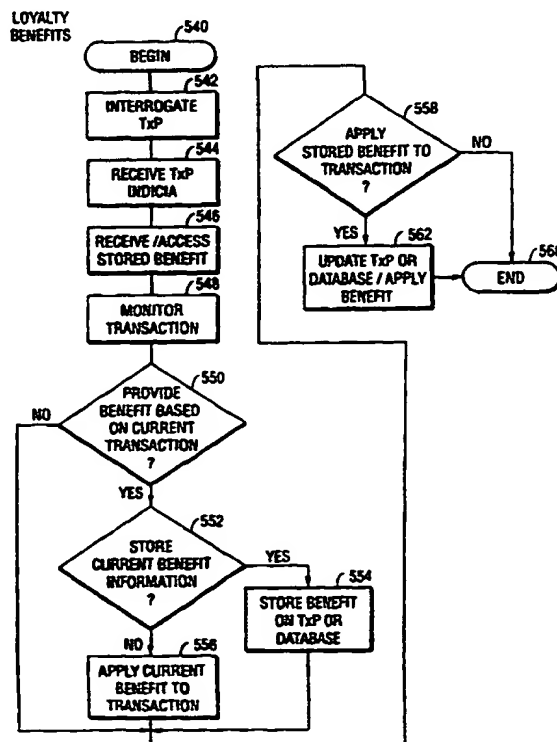 LOYALTY
BENEFITS
540
BEGIN
542
INTERROGATE
TxP
544
RECEIVE TxP
INDICIA
546
RECEIVE / ACCESS
STORED BENEFIT
548
MONITOR
TRANSACTION
550
PROVIDE
BENEFIT BASED
ON CURRENT
TRANSACTION
?
NO
YES
552
STORE
CURRENT BENEFIT
INFORMATION
?
YES
554
STORE BENEFIT
ON TxP OR
DATABASE
NO
556
APPLY CURRENT
BENEFIT TO
TRANSACTION
558
APPLY
STORED BENEFIT TO
TRANSACTION
?
NO
YES
562
UPDATE TxP OR
DATABASE / APPLY
BENEFIT
560
END